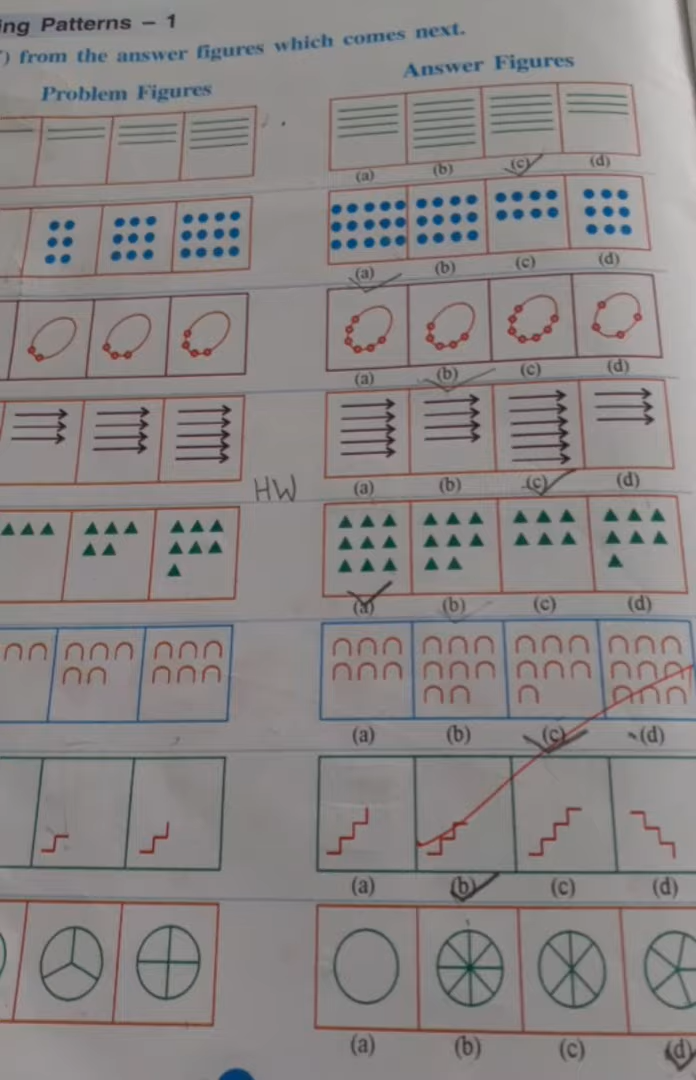 ing Patterns – 1
) from the answer figures which comes next.
Problem Figures
Answer Figures
(a) (b) (c) (d)
(a) (b) (c) (d)
(a) (b) (c) (d)
HW
(a) (b) (c) (d)
(a) (b) (c) (d)
(a) (b) (c) (d)
(a) (b) (c) (d)
(a) (b) (c) (d)